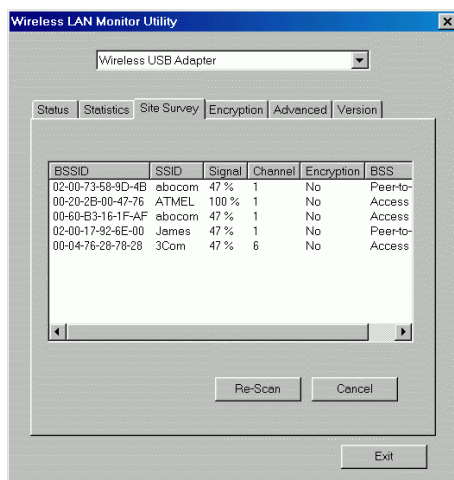 Wireless LAN Monitor Utility
Wireless USB Adapter
Status Statistics Site Survey Encryption Advanced Version
BSSID SSID Signal Channel Encryption BSS
02-00-73-58-9D-4B abocom 47 % 1 No Peer-to-
00-20-2B-00-47-76 ATMEL 100 % 1 No Access
00-60-B3-16-1F-AF abocom 47 % 1 No Access
02-00-17-92-6E-00 James 47 % 1 No Peer-to-
00-04-76-28-78-28 3Com 47 % 6 No Access
Re-Scan Cancel
Exit